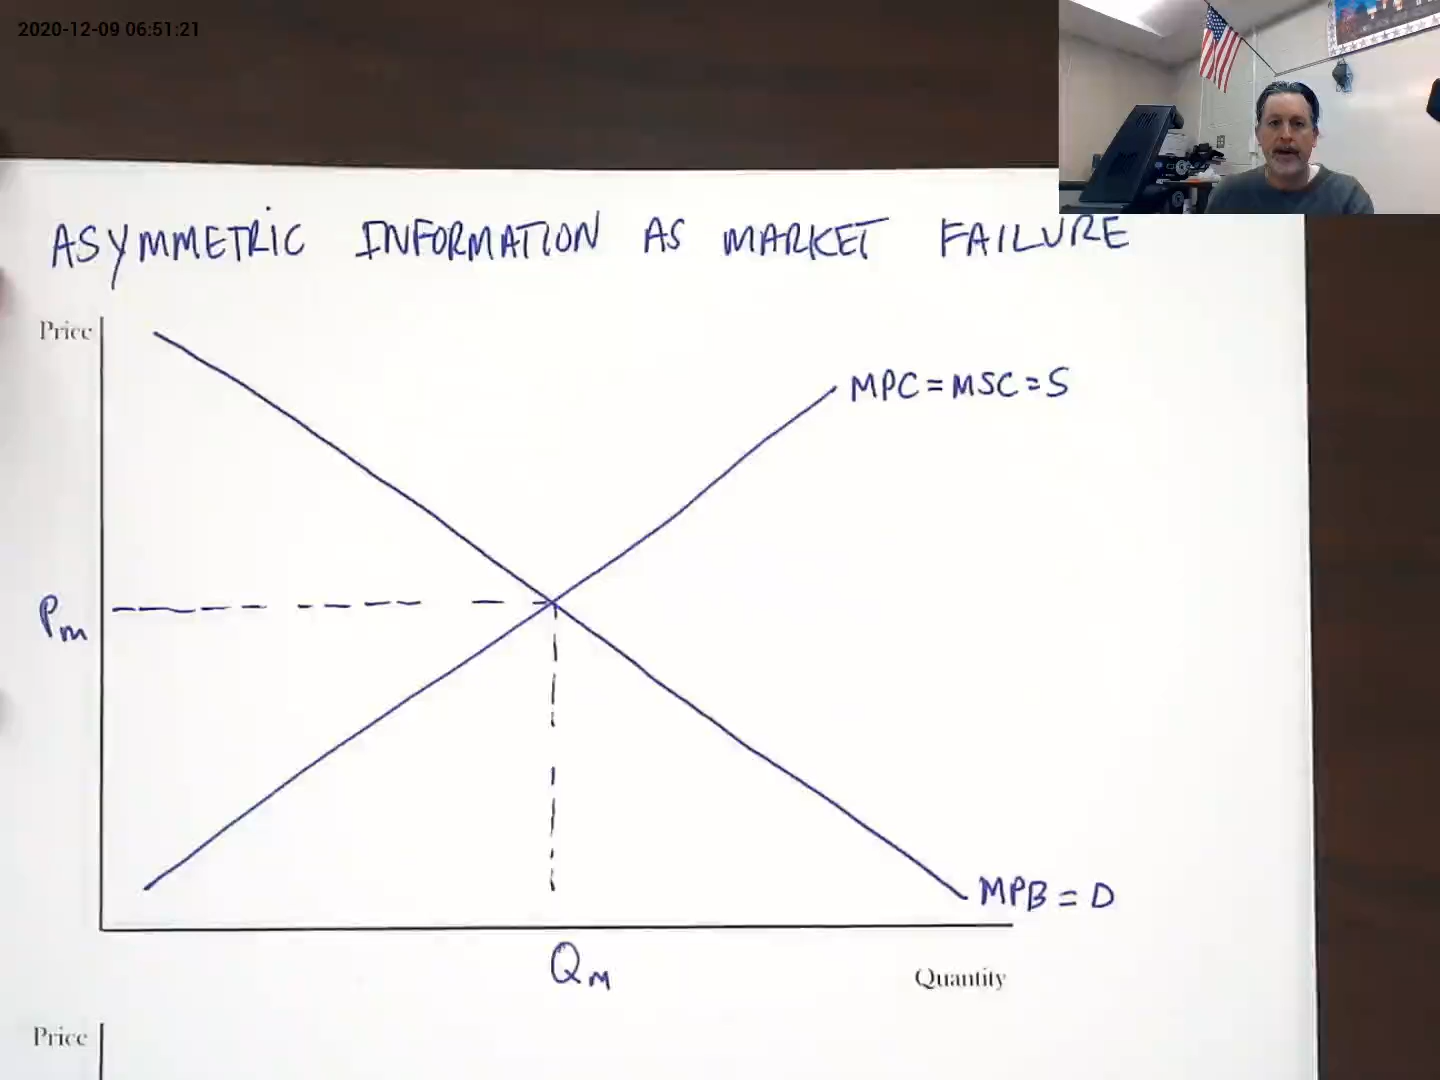 2020-12-09 06:51:21
ASYMMETRIC INFORMATION AS MARKET FAILURE
Price
MPC = MSC = S
Pm
MPB = D
Qm
Quantity
Price